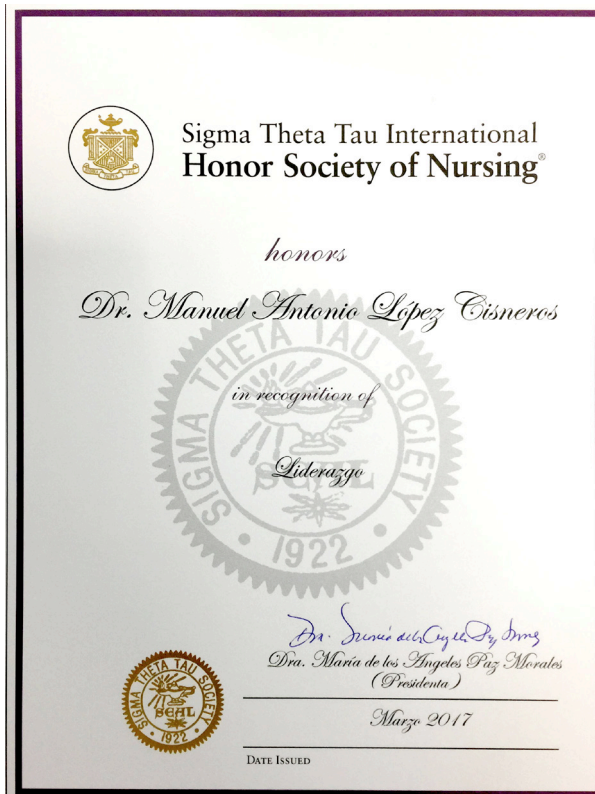 Sigma Theta Tau International
Honor Society of Nursing®
honors
Dr. Manuel Antonio López Cisneros
SIGMA THETA TAU SOCIETY
in recognition of
Liderazgo
SEAL
1922
Dra. María de los Angeles Paz Morales
(Presidenta)
SIGMA THETA TAU SOCIETY
SEAL
1922
Marzo 2017
DATE ISSUED